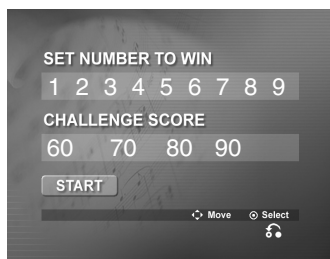 SET NUMBER TO WIN
1 2 3 4 5 6 7 8 9
CHALLENGE SCORE
60 70 80 90
START
Move Select